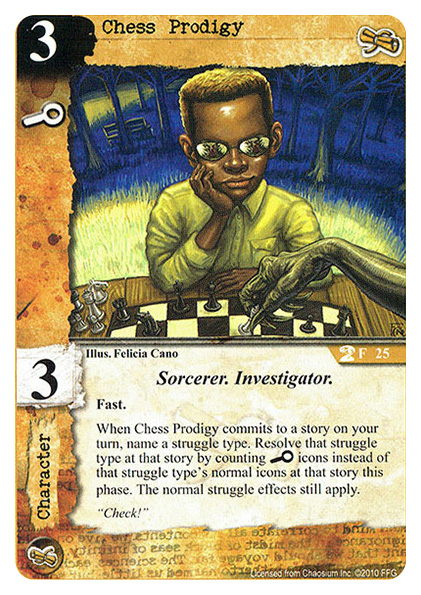 3
Chess Prodigy
Illus. Felicia Cano
F 25
3
Sorcerer. Investigator.
Fast.
When Chess Prodigy commits to a story on your
turn, name a struggle type. Resolve that struggle
type at that story by counting icons instead of
that struggle type's normal icons at that story this
phase. The normal struggle effects still apply.
"Check!"
Character
Licensed from Chaosium Inc. ©2010 FFG